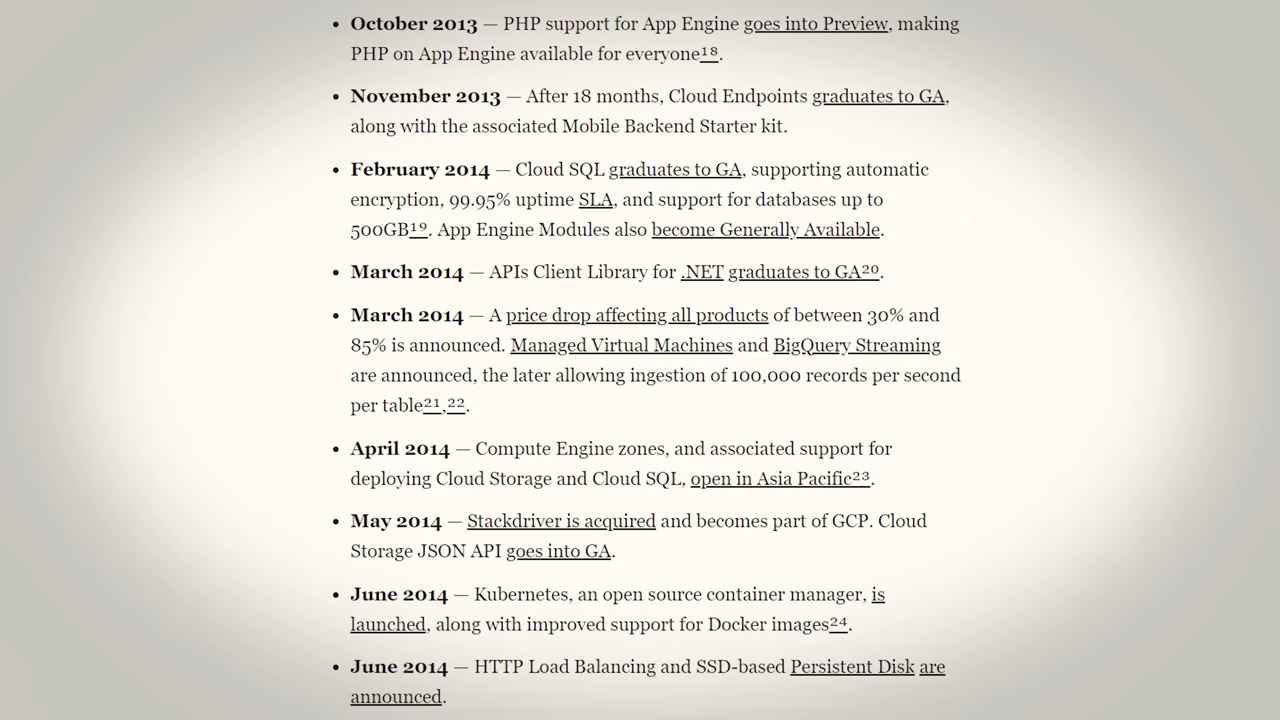 • October 2013 — PHP support for App Engine goes into Preview, making
PHP on App Engine available for everyone¹⁸.
• November 2013 — After 18 months, Cloud Endpoints graduates to GA,
along with the associated Mobile Backend Starter kit.
• February 2014 — Cloud SQL graduates to GA, supporting automatic
encryption, 99.95% uptime SLA, and support for databases up to
500GB¹⁹. App Engine Modules also become Generally Available.
• March 2014 — APIs Client Library for .NET graduates to GA²⁰.
• March 2014 — A price drop affecting all products of between 30% and
85% is announced. Managed Virtual Machines and BigQuery Streaming
are announced, the later allowing ingestion of 100,000 records per second
per table²¹,²².
• April 2014 — Compute Engine zones, and associated support for
deploying Cloud Storage and Cloud SQL, open in Asia Pacific²³.
• May 2014 — Stackdriver is acquired and becomes part of GCP. Cloud
Storage JSON API goes into GA.
• June 2014 — Kubernetes, an open source container manager, is
launched, along with improved support for Docker images²⁴.
• June 2014 — HTTP Load Balancing and SSD-based Persistent Disk are
announced.